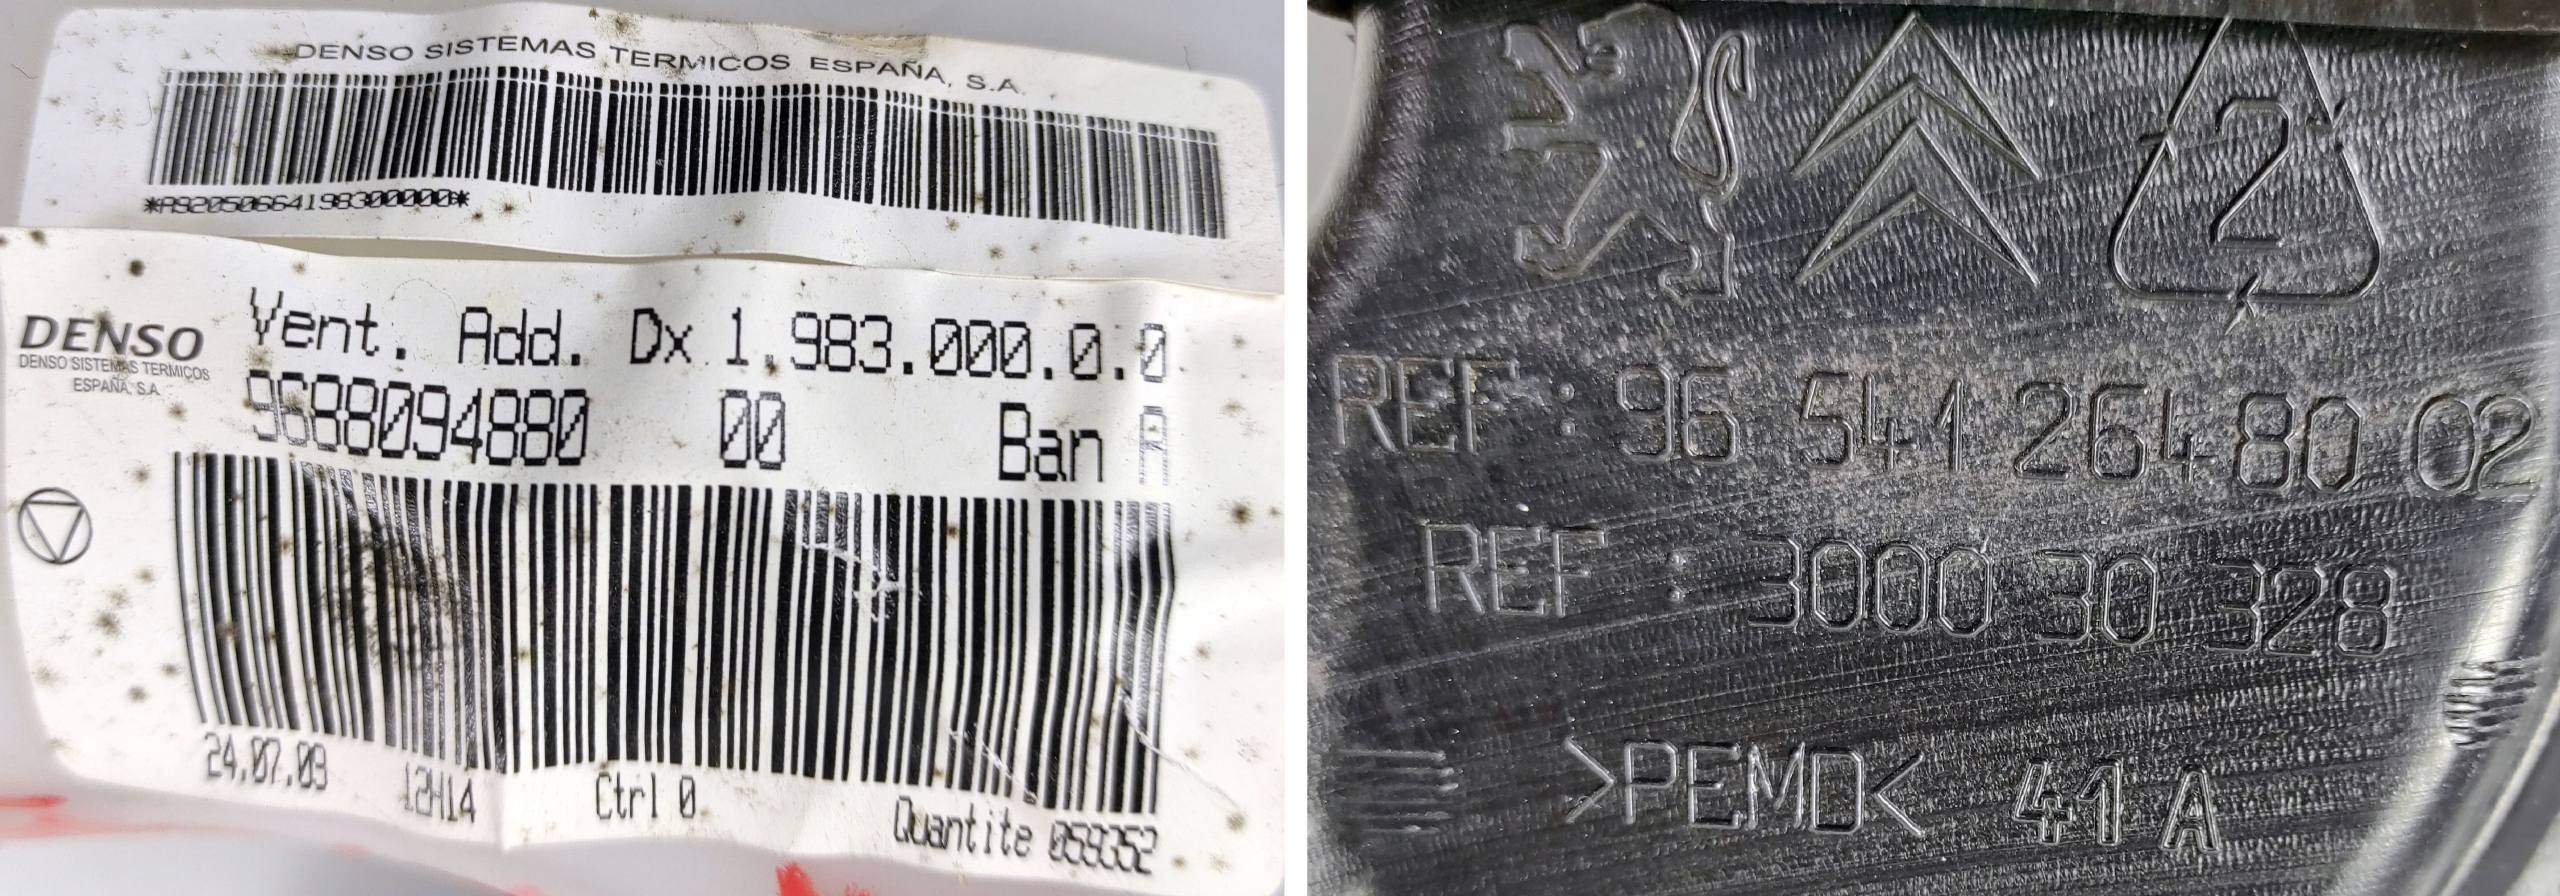 DENSO SISTEMAS TERMICOS ESPAÑA, S.A.
*A92050664198300000*
DENSO
DENSO SISTEMAS TERMICOS
ESPAÑA, S.A.
Vent. Add. Dx 1.983.000.0.0
9688094880 00 Ban A
24.07.09 12H14 Ctrl 0 Quantite 059352
2
REF : 96 541 264 80 02
REF : 3000 30 328
>PEMD< 41 A